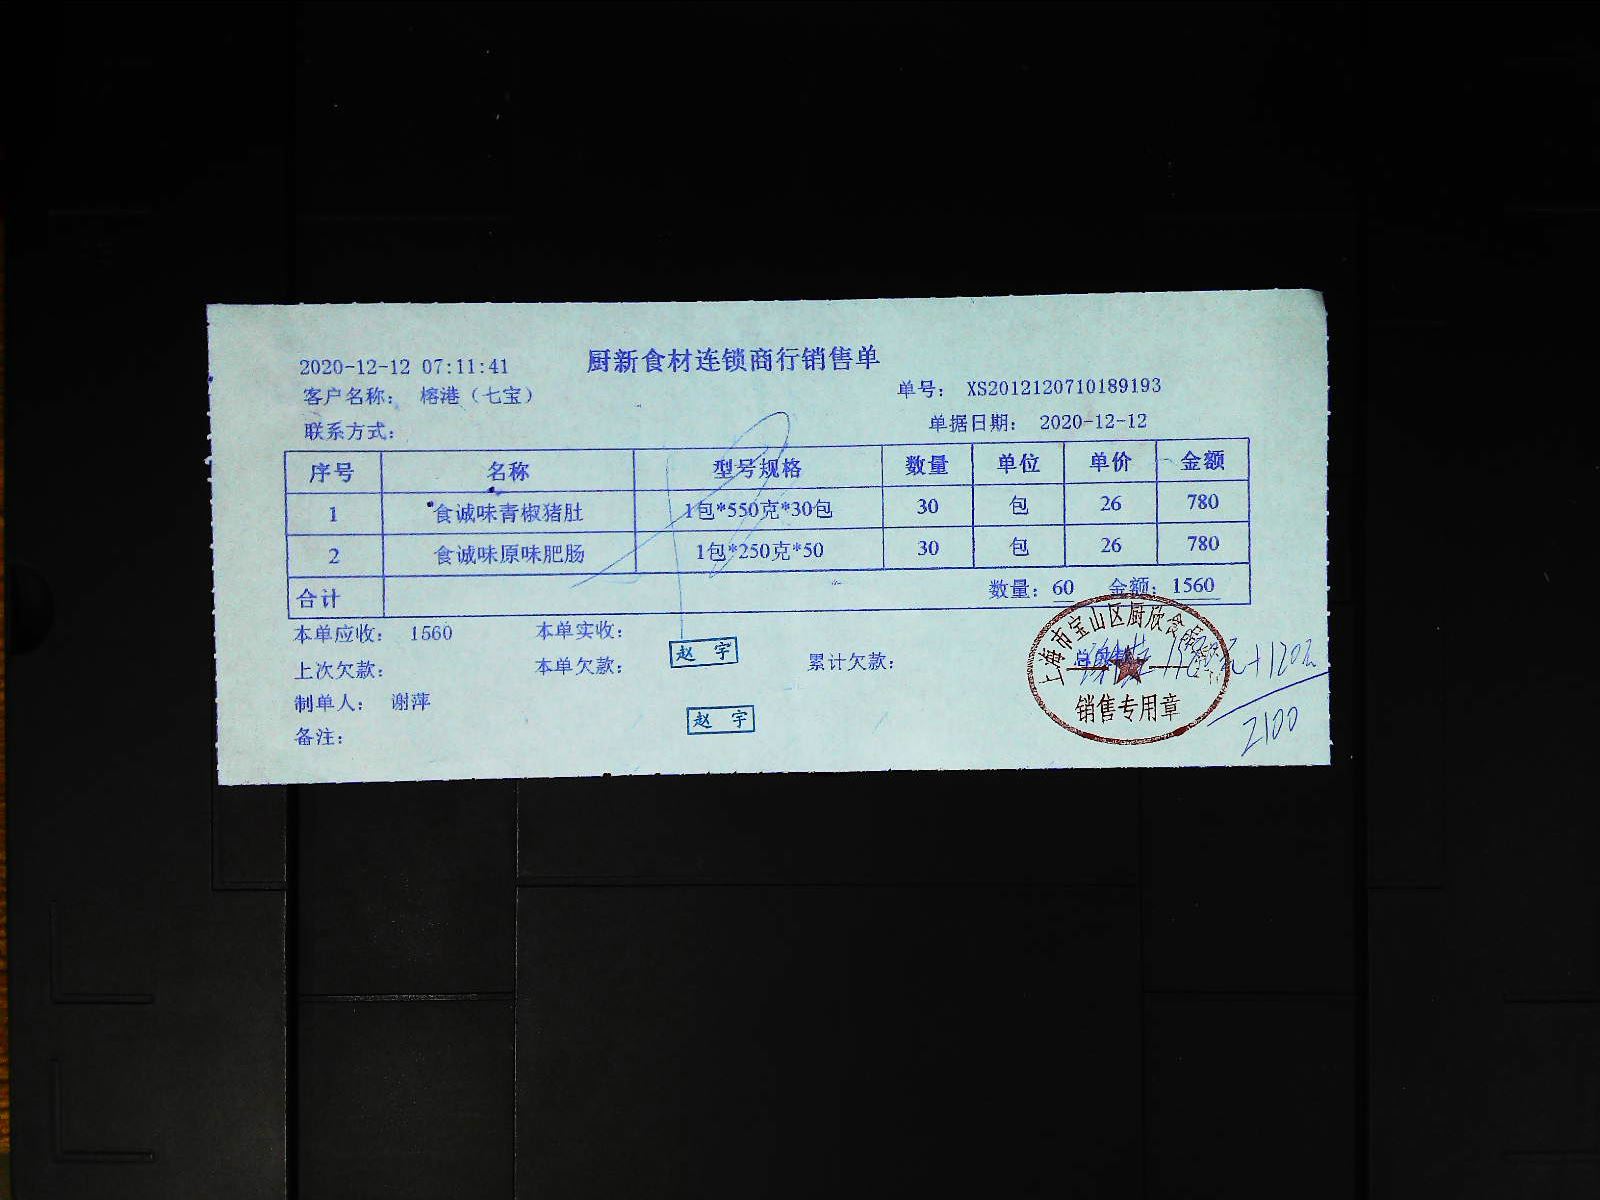 厨新食材连锁商行销售单
2020-12-12 07:11:41
客户名称： 榕港（七宝）
单号： XS2012120710189193
联系方式：
单据日期： 2020-12-12
序号 名称 型号规格 数量 单位 单价 金额
1 食诚味青椒猪肚 1包*550克*30包 30 包 26 780
2 食诚味原味肥肠 1包*250克*50 30 包 26 780
合计 数量：60 金额：1560
本单应收： 1560 本单实收：
上次欠款： 本单欠款： 累计欠款：
赵 宇
制单人： 谢萍
赵 宇
备注：
上海市宝山区厨欣食
销售专用章
+120元
2100